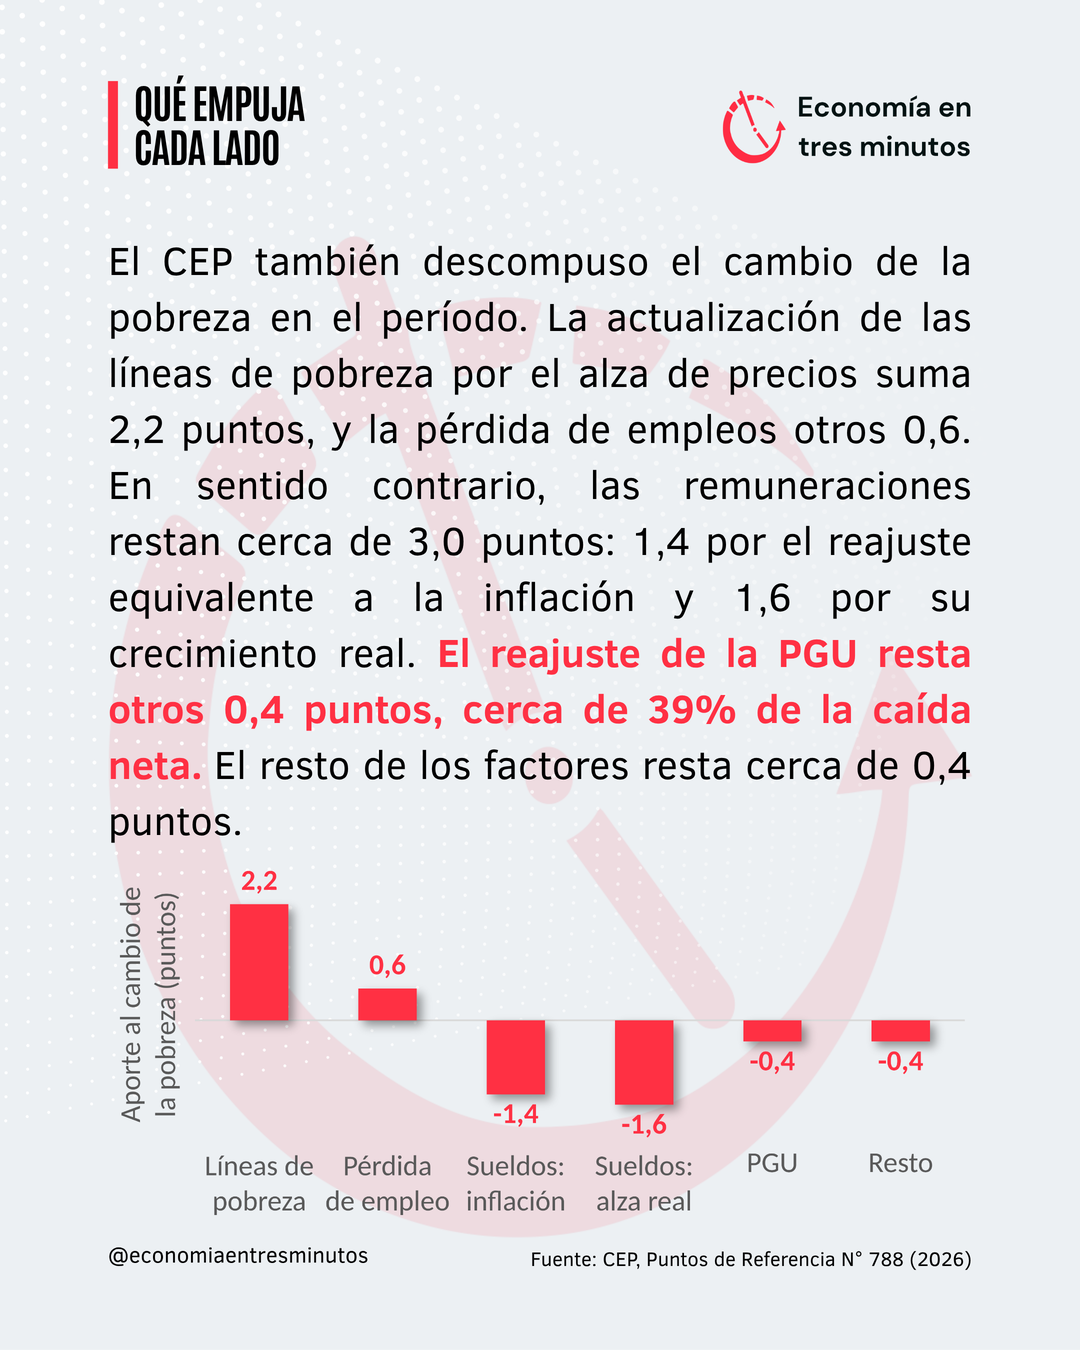 QUÉ EMPUJA
CADA LADO
Economía en
tres minutos
El CEP también descompuso el cambio de la
pobreza en el período. La actualización de las
líneas de pobreza por el alza de precios suma
2,2 puntos, y la pérdida de empleos otros 0,6.
En sentido contrario, las remuneraciones
restan cerca de 3,0 puntos: 1,4 por el reajuste
equivalente a la inflación y 1,6 por su
crecimiento real. El reajuste de la PGU resta
otros 0,4 puntos, cerca de 39% de la caída
neta. El resto de los factores resta cerca de 0,4
puntos.
Aporte al cambio de
la pobreza (puntos)
2,2
0,6
-1,4
-1,6
-0,4
-0,4
Líneas de
pobreza
Pérdida
de empleo
Sueldos:
inflación
Sueldos:
alza real
PGU
Resto
@economiaentresminutos
Fuente: CEP, Puntos de Referencia N° 788 (2026)